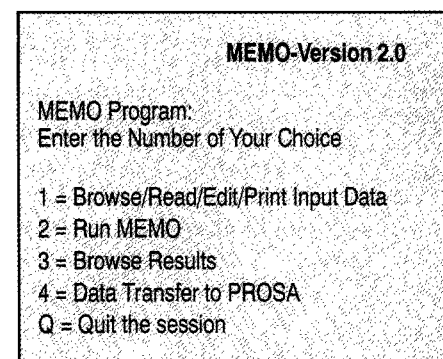 MEMO-Version 2.0
MEMO Program:
Enter the Number of Your Choice
1 = Browse/Read/Edit/Print Input Data
2 = Run MEMO
3 = Browse Results
4 = Data Transfer to PROSA
Q = Quit the session